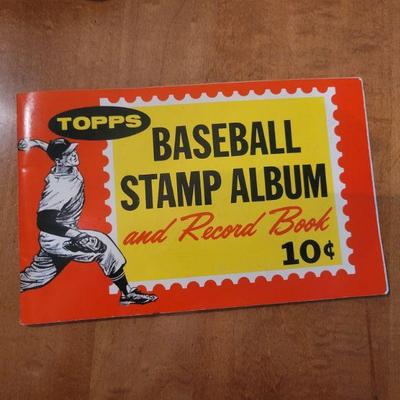 TOPPS
BASEBALL
STAMP ALBUM
and Record Book
10¢